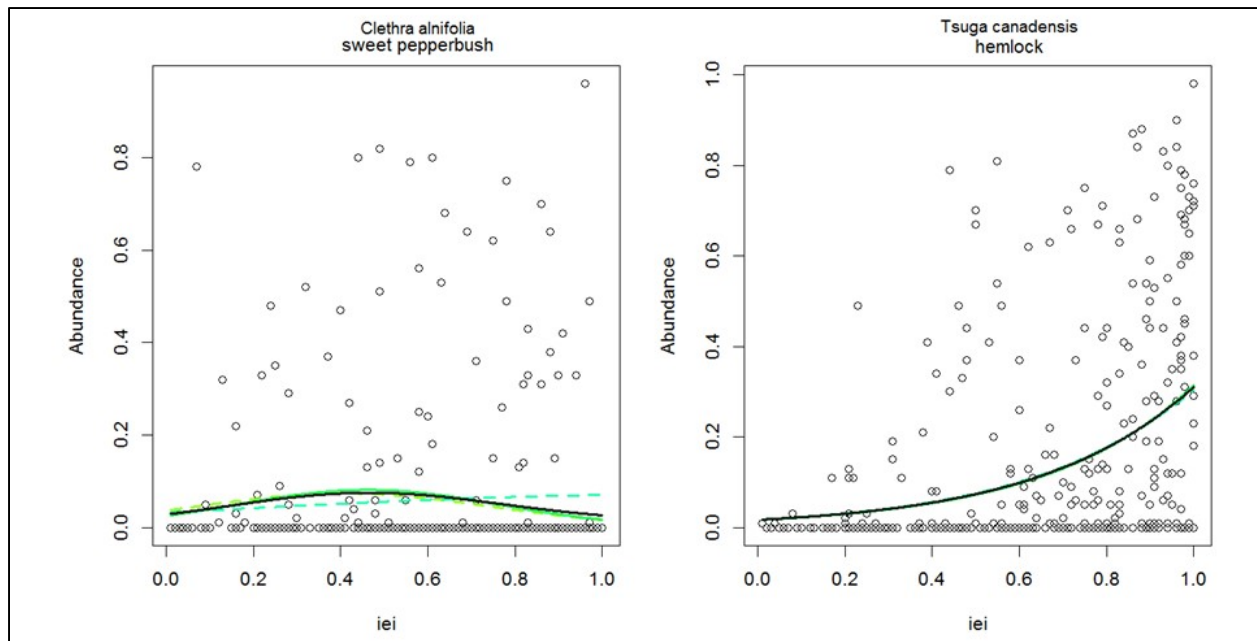 Clethra alnifolia
sweet pepperbush
Abundance
0.8
0.6
0.4
0.2
0.0
0.0 0.2 0.4 0.6 0.8 1.0
iei
Tsuga canadensis
hemlock
Abundance
1.0
0.8
0.6
0.4
0.2
0.0
0.0 0.2 0.4 0.6 0.8 1.0
iei